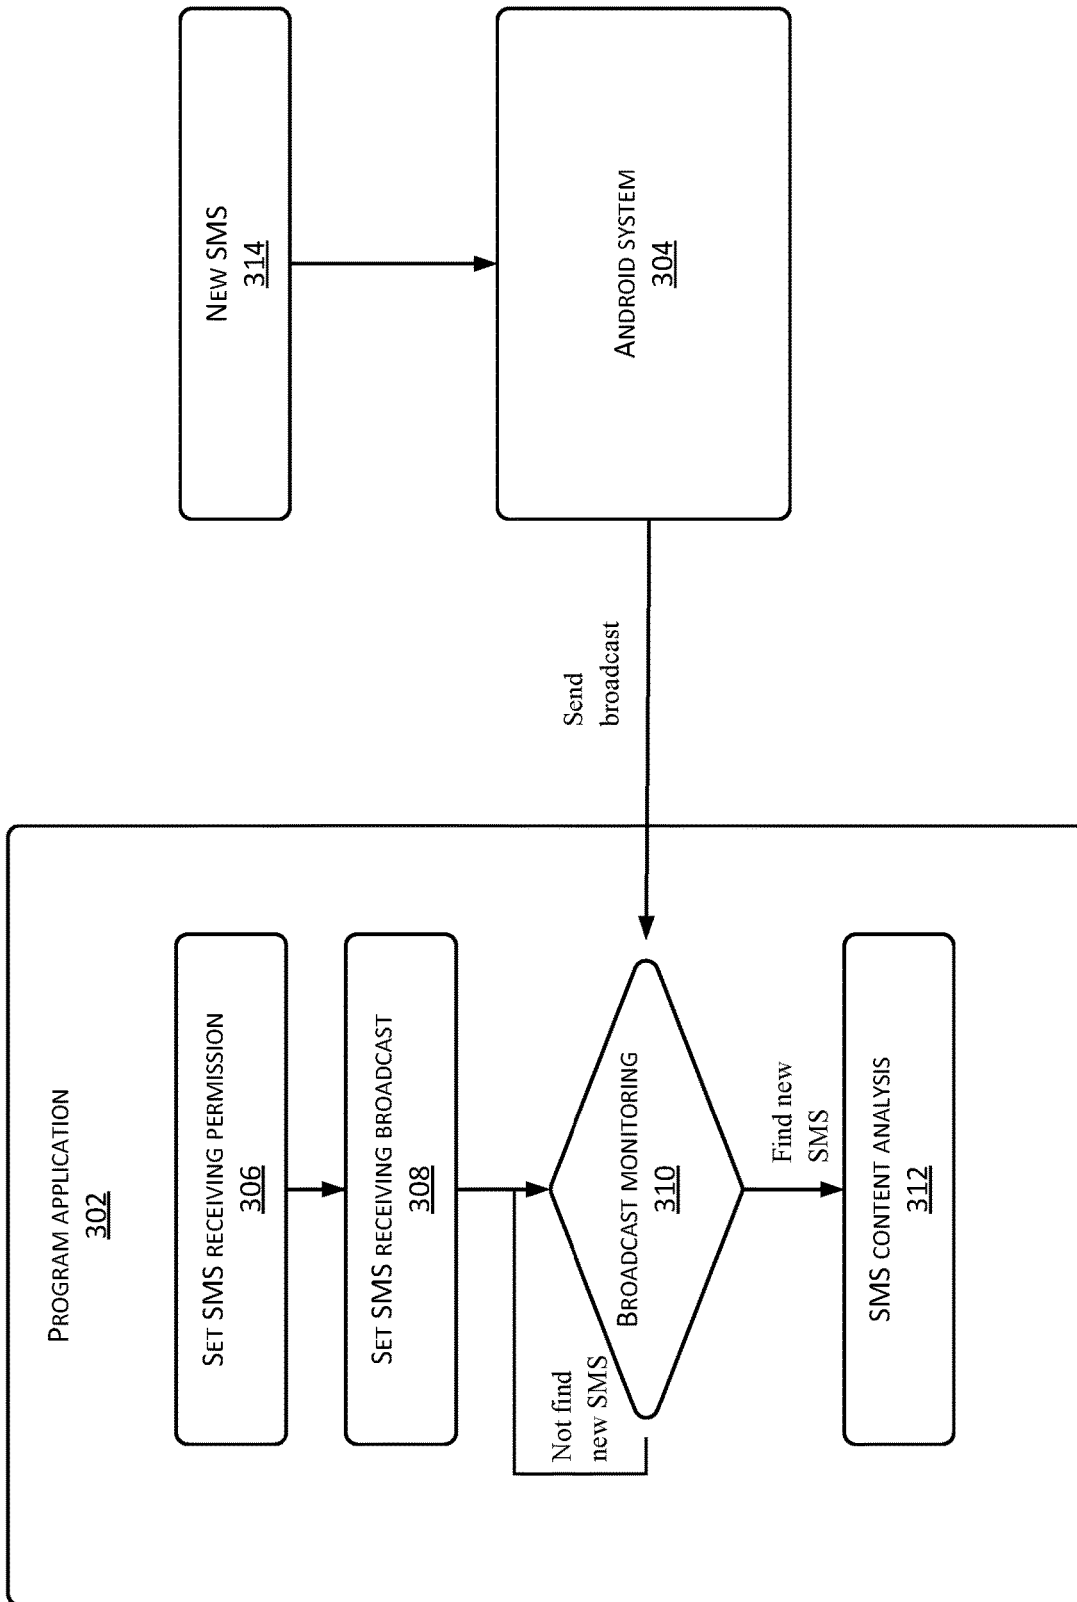 PROGRAM APPLICATION
302
SET SMS RECEIVING PERMISSION
306
SET SMS RECEIVING BROADCAST
308
Not find
new SMS
BROADCAST MONITORING
310
Find new
SMS
SMS CONTENT ANALYSIS
312
Send
broadcast
NEW SMS
314
ANDROID SYSTEM
304